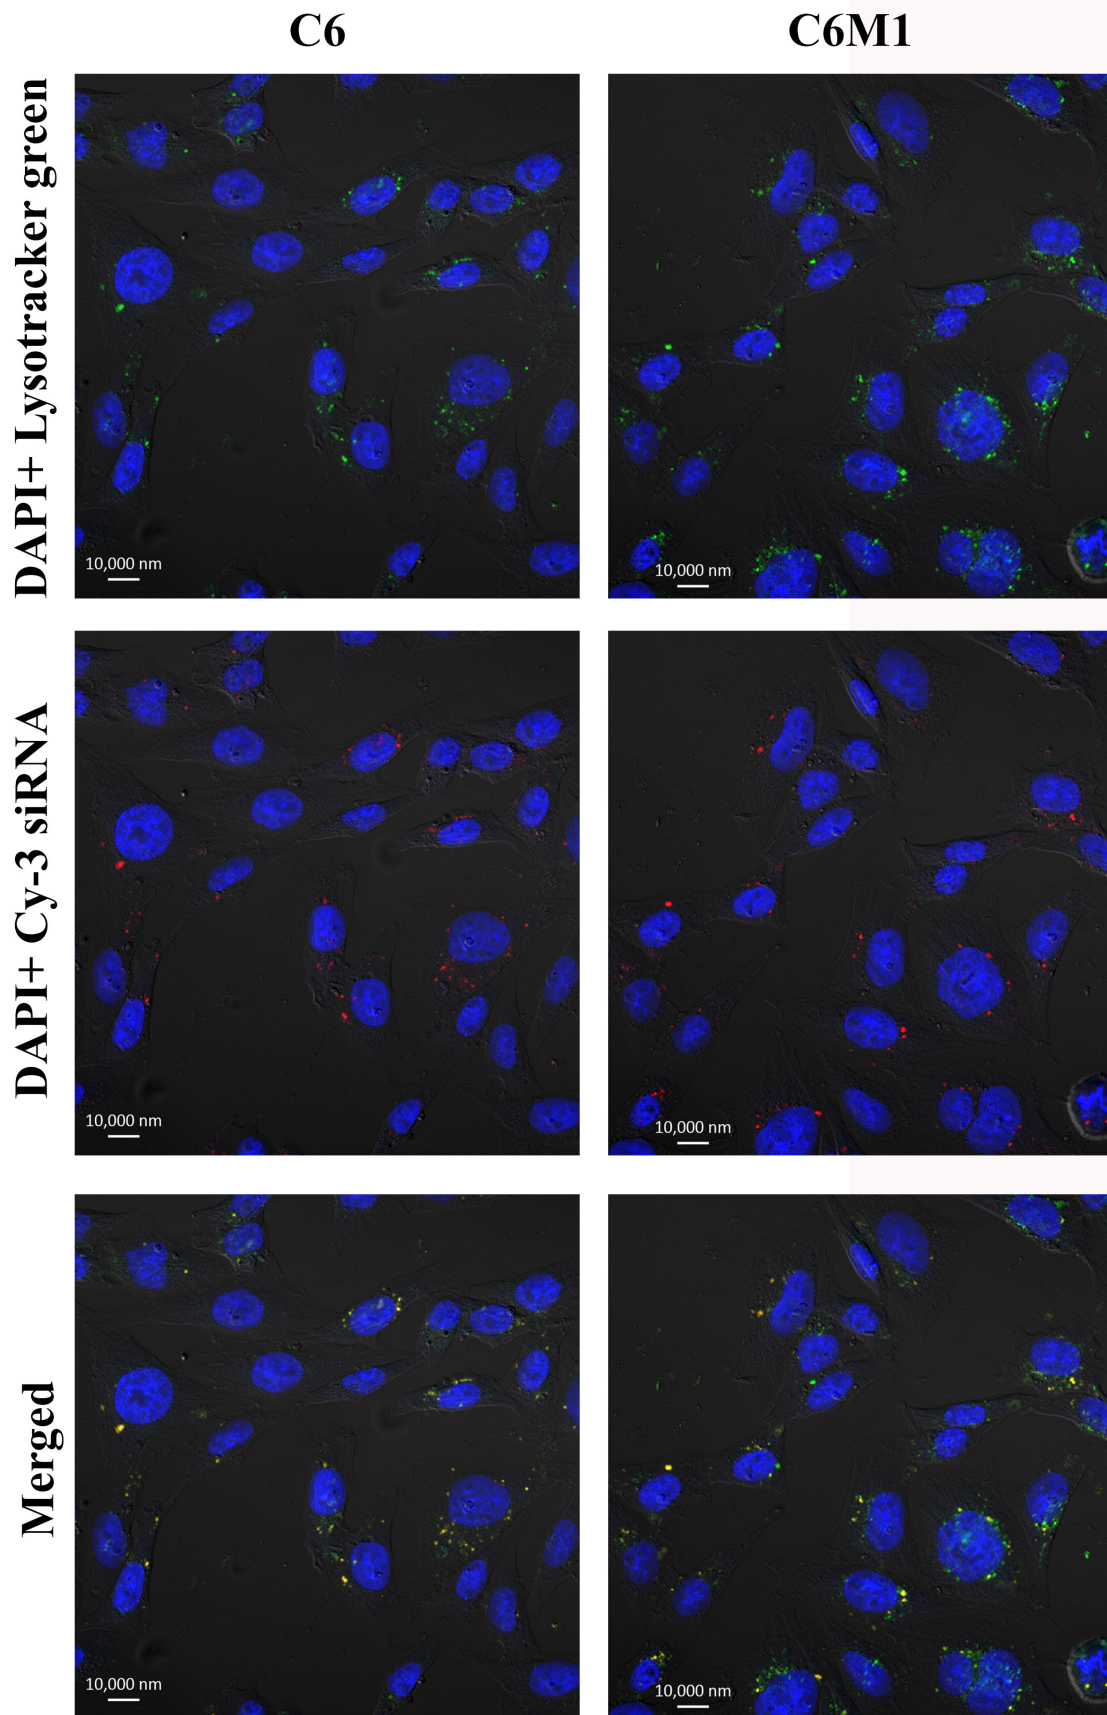 C6
C6M1
DAPI+ Lysotracker green
10,000 nm
10,000 nm
DAPI+ Cy-3 siRNA
10,000 nm
10,000 nm
Merged
10,000 nm
10,000 nm